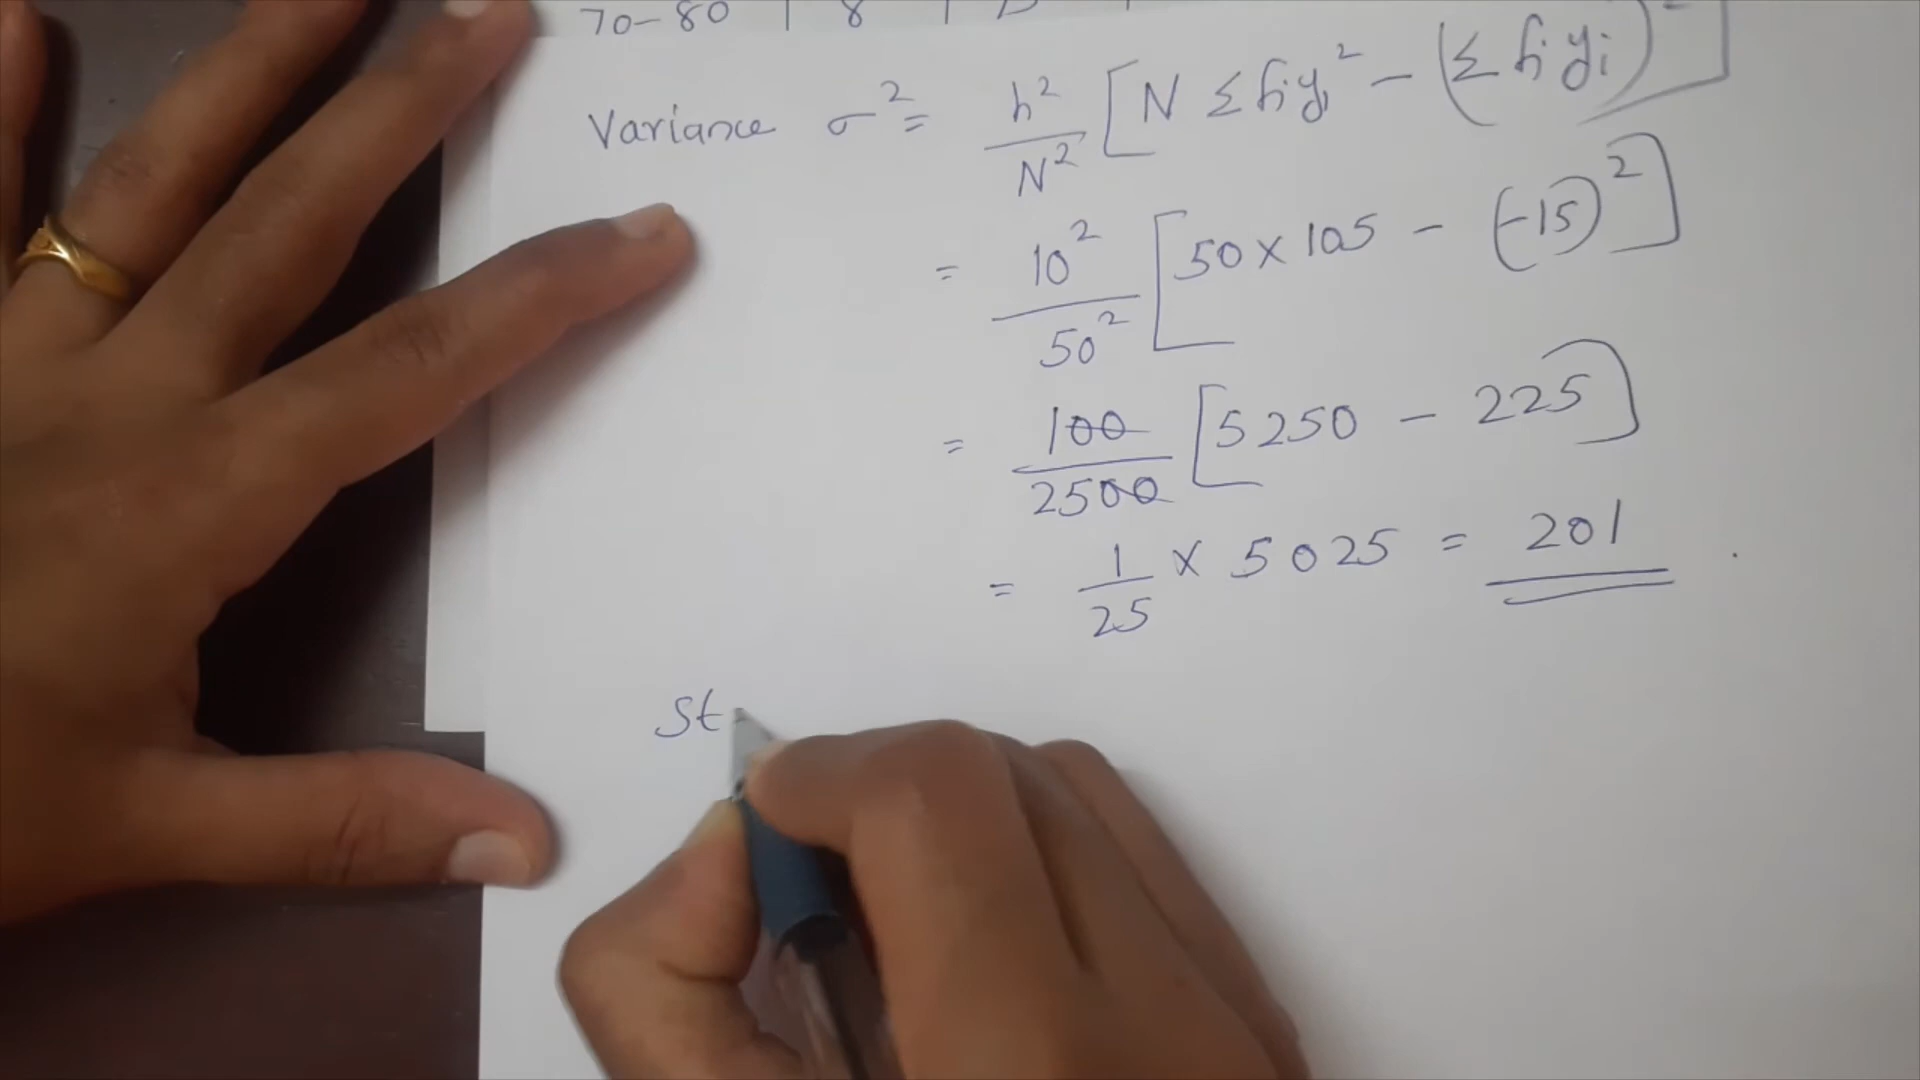 70-80 | 8 |
Variance σ² = h²/N² [N Σfiyi² - (Σfiyi)²]
= 10²/50² [50 × 105 - (-15)²]
= 100/2500 [5250 - 225]
= 1/25 × 5025 = 201
St